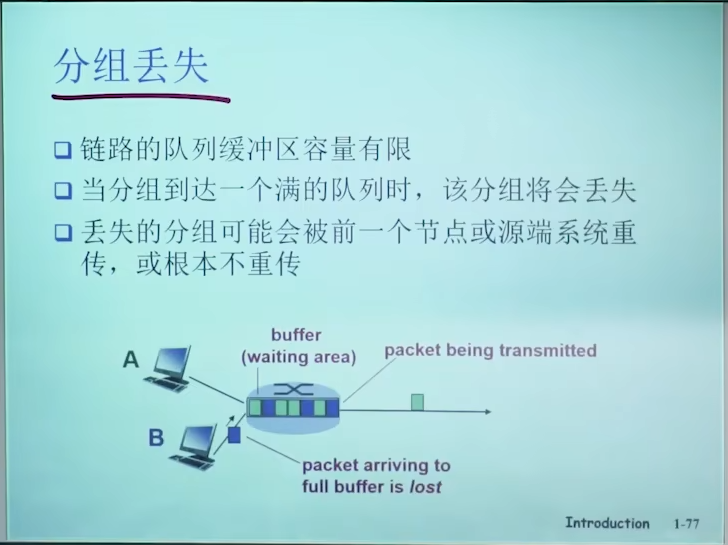 分组丢失
链路的队列缓冲区容量有限
当分组到达一个满的队列时，该分组将会丢失
丢失的分组可能会被前一个节点或源端系统重
传，或根本不重传
buffer
(waiting area)
packet being transmitted
A
B
packet arriving to
full buffer is lost
Introduction 1-77